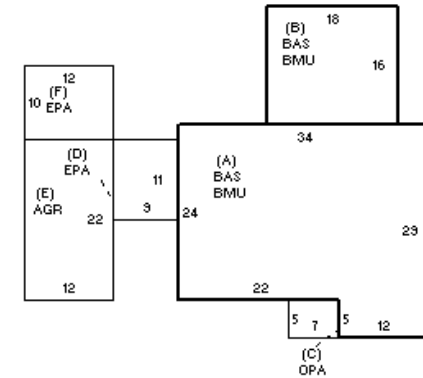 18
(B)
BAS
BMU
16
12
10
(F)
EPA
34
(D)
EPA
11
(A)
BAS
BMU
(E)
AGR
22
9
24
29
12
22
5
7
5
12
(C)
OPA